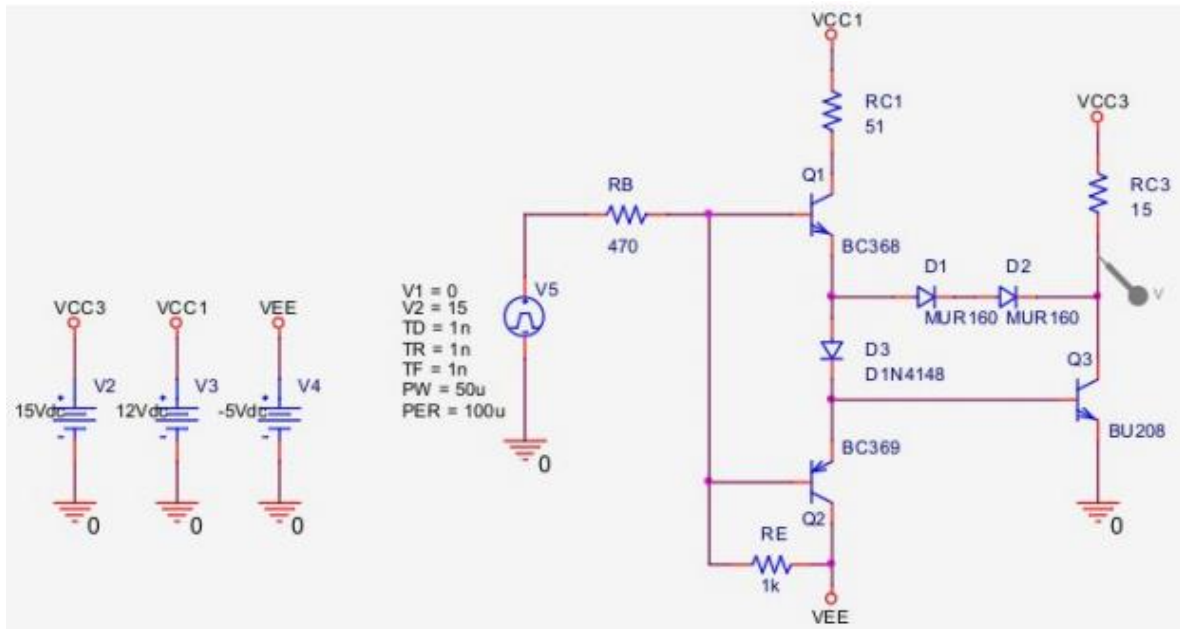 VCC1
RC1
51
VCC3
Q1
RC3
15
RB
470
BC368
D1
D2
MUR160
MUR160
V
V1 = 0
V2 = 15
TD = 1n
TR = 1n
TF = 1n
PW = 50u
PER = 100u
V5
VCC3
VCC1
VEE
D3
D1N4148
Q3
V2
V3
V4
15Vdc
12Vdc
-5Vdc
BU208
BC369
0
Q2
0
0
0
0
RE
1k
VEE